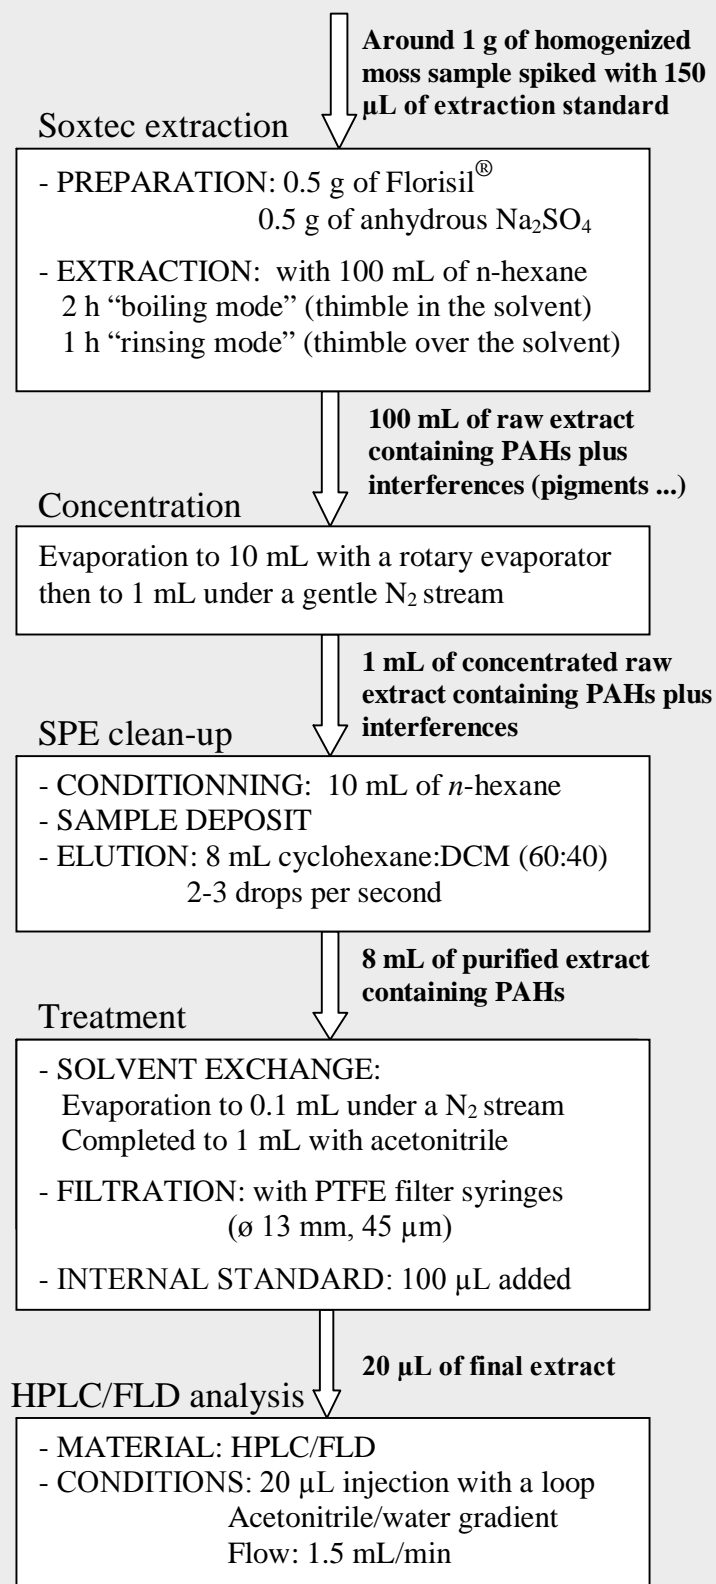 Around 1 g of homogenized
moss sample spiked with 150
µL of extraction standard
Soxtec extraction
- PREPARATION: 0.5 g of Florisil®
0.5 g of anhydrous Na₂SO₄
- EXTRACTION: with 100 mL of n-hexane
2 h “boiling mode” (thimble in the solvent)
1 h “rinsing mode” (thimble over the solvent)
100 mL of raw extract
containing PAHs plus
interferences (pigments ...)
Concentration
Evaporation to 10 mL with a rotary evaporator
then to 1 mL under a gentle N₂ stream
1 mL of concentrated raw
extract containing PAHs plus
interferences
SPE clean-up
- CONDITIONNING: 10 mL of n-hexane
- SAMPLE DEPOSIT
- ELUTION: 8 mL cyclohexane:DCM (60:40)
2-3 drops per second
8 mL of purified extract
containing PAHs
Treatment
- SOLVENT EXCHANGE:
Evaporation to 0.1 mL under a N₂ stream
Completed to 1 mL with acetonitrile
- FILTRATION: with PTFE filter syringes
(ø 13 mm, 45 µm)
- INTERNAL STANDARD: 100 µL added
20 µL of final extract
HPLC/FLD analysis
- MATERIAL: HPLC/FLD
- CONDITIONS: 20 µL injection with a loop
Acetonitrile/water gradient
Flow: 1.5 mL/min